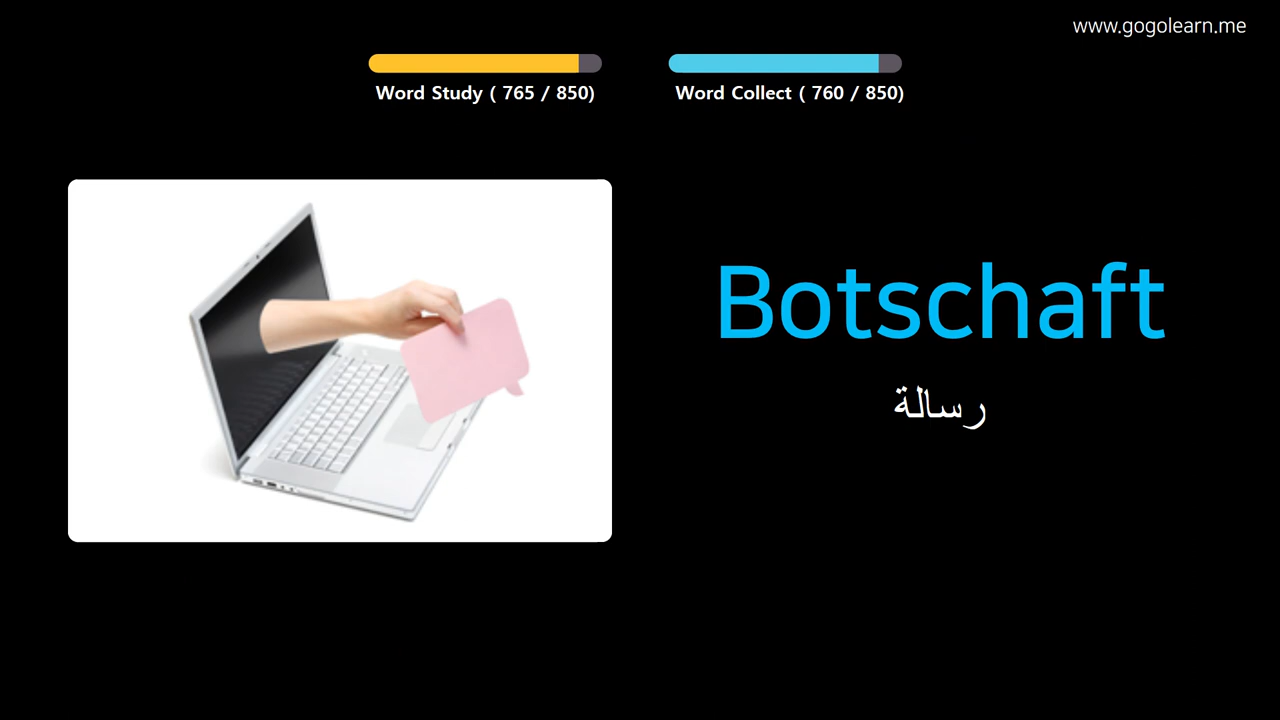 www.gogolearn.me
Word Study ( 765 / 850)
Word Collect ( 760 / 850)
Botschaft
رسالة